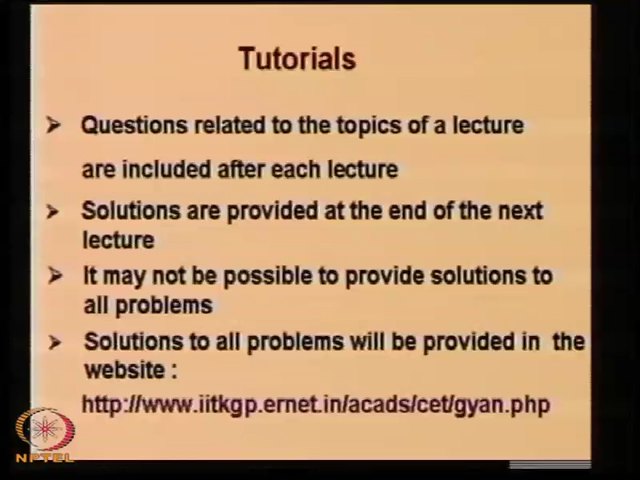 Tutorials
Questions related to the topics of a lecture
are included after each lecture
Solutions are provided at the end of the next
lecture
It may not be possible to provide solutions to
all problems
Solutions to all problems will be provided in the
website :
http://www.iitkgp.ernet.in/acads/cet/gyan.php
NPTEL